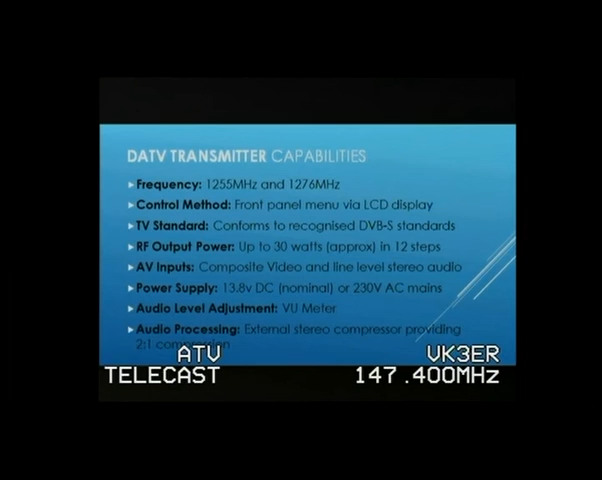 DATV TRANSMITTER CAPABILITIES
Frequency: 1255MHz and 1276MHz
Control Method: Front panel menu via LCD display
TV Standard: Conforms to recognised DVB-S standards
RF Output Power: Up to 30 watts (approx) in 12 steps
AV Inputs: Composite Video and line level stereo audio
Power Supply: 13.8v DC (nominal) or 230V AC mains
Audio Level Adjustment: VU Meter
Audio Processing: External stereo compressor providing
2:1 compression
ATV VK3ER
TELECAST 147.400MHz